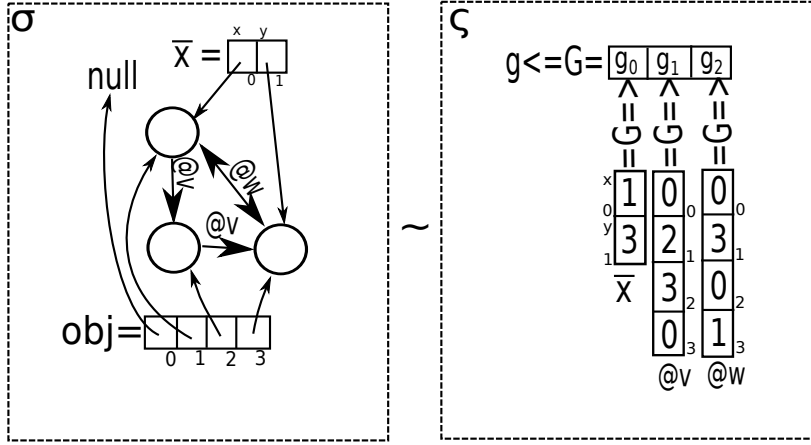 σ
x y
x̅ =
0 1
null
@v
@w
@v
obj=
0 1 2 3
~
ς
g<=G= g₀ g₁ g₂
=G=> =G=> =G=>
x 0 1
y 1 3
x̅
0 0
2 1
3 2
0 3
@v
0 0
3 1
0 2
1 3
@w